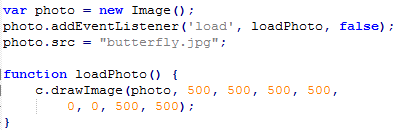 var photo = new Image();
photo.addEventListener('load', loadPhoto, false);
photo.src = "butterfly.jpg";

function loadPhoto() {
    c.drawImage(photo, 500, 500, 500, 500,
        0, 0, 500, 500);
}